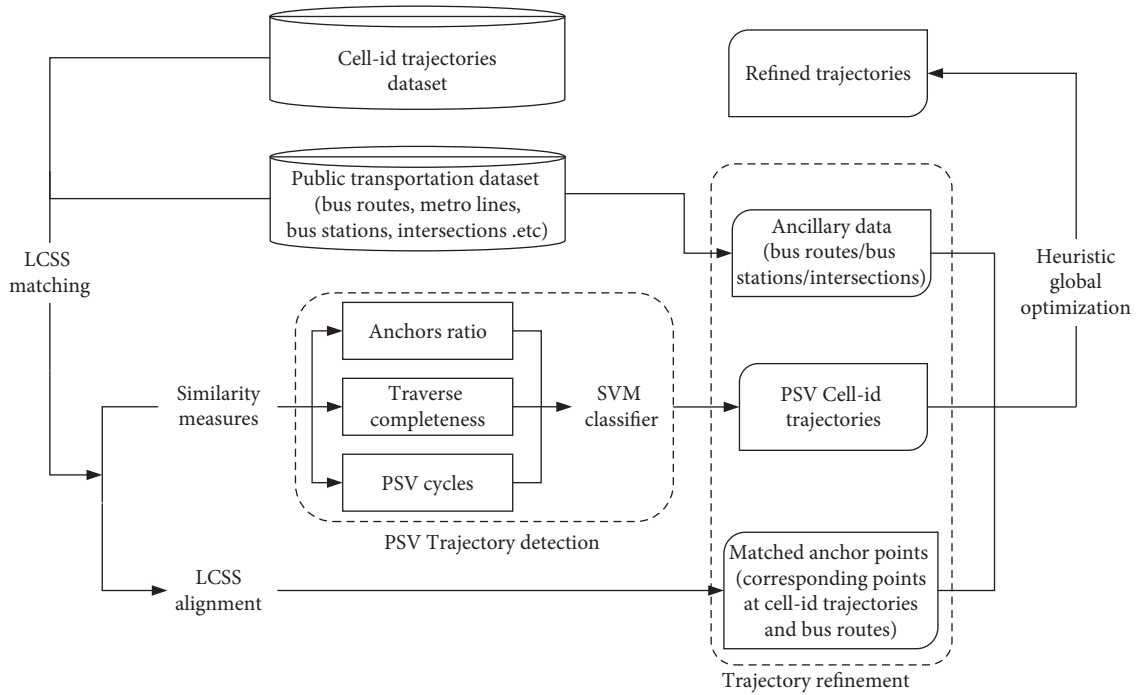 Cell-id trajectories
dataset
Refined trajectories
Public transportation dataset
(bus routes, metro lines,
bus stations, intersections .etc)
Ancillary data
(bus routes/bus
stations/intersections)
LCSS
matching
Heuristic
global
optimization
Anchors ratio
Similarity
measures
Traverse
completeness
SVM
classifier
PSV Cell-id
trajectories
PSV cycles
PSV Trajectory detection
LCSS
alignment
Matched anchor points
(corresponding points
at cell-id trajectories
and bus routes)
Trajectory refinement